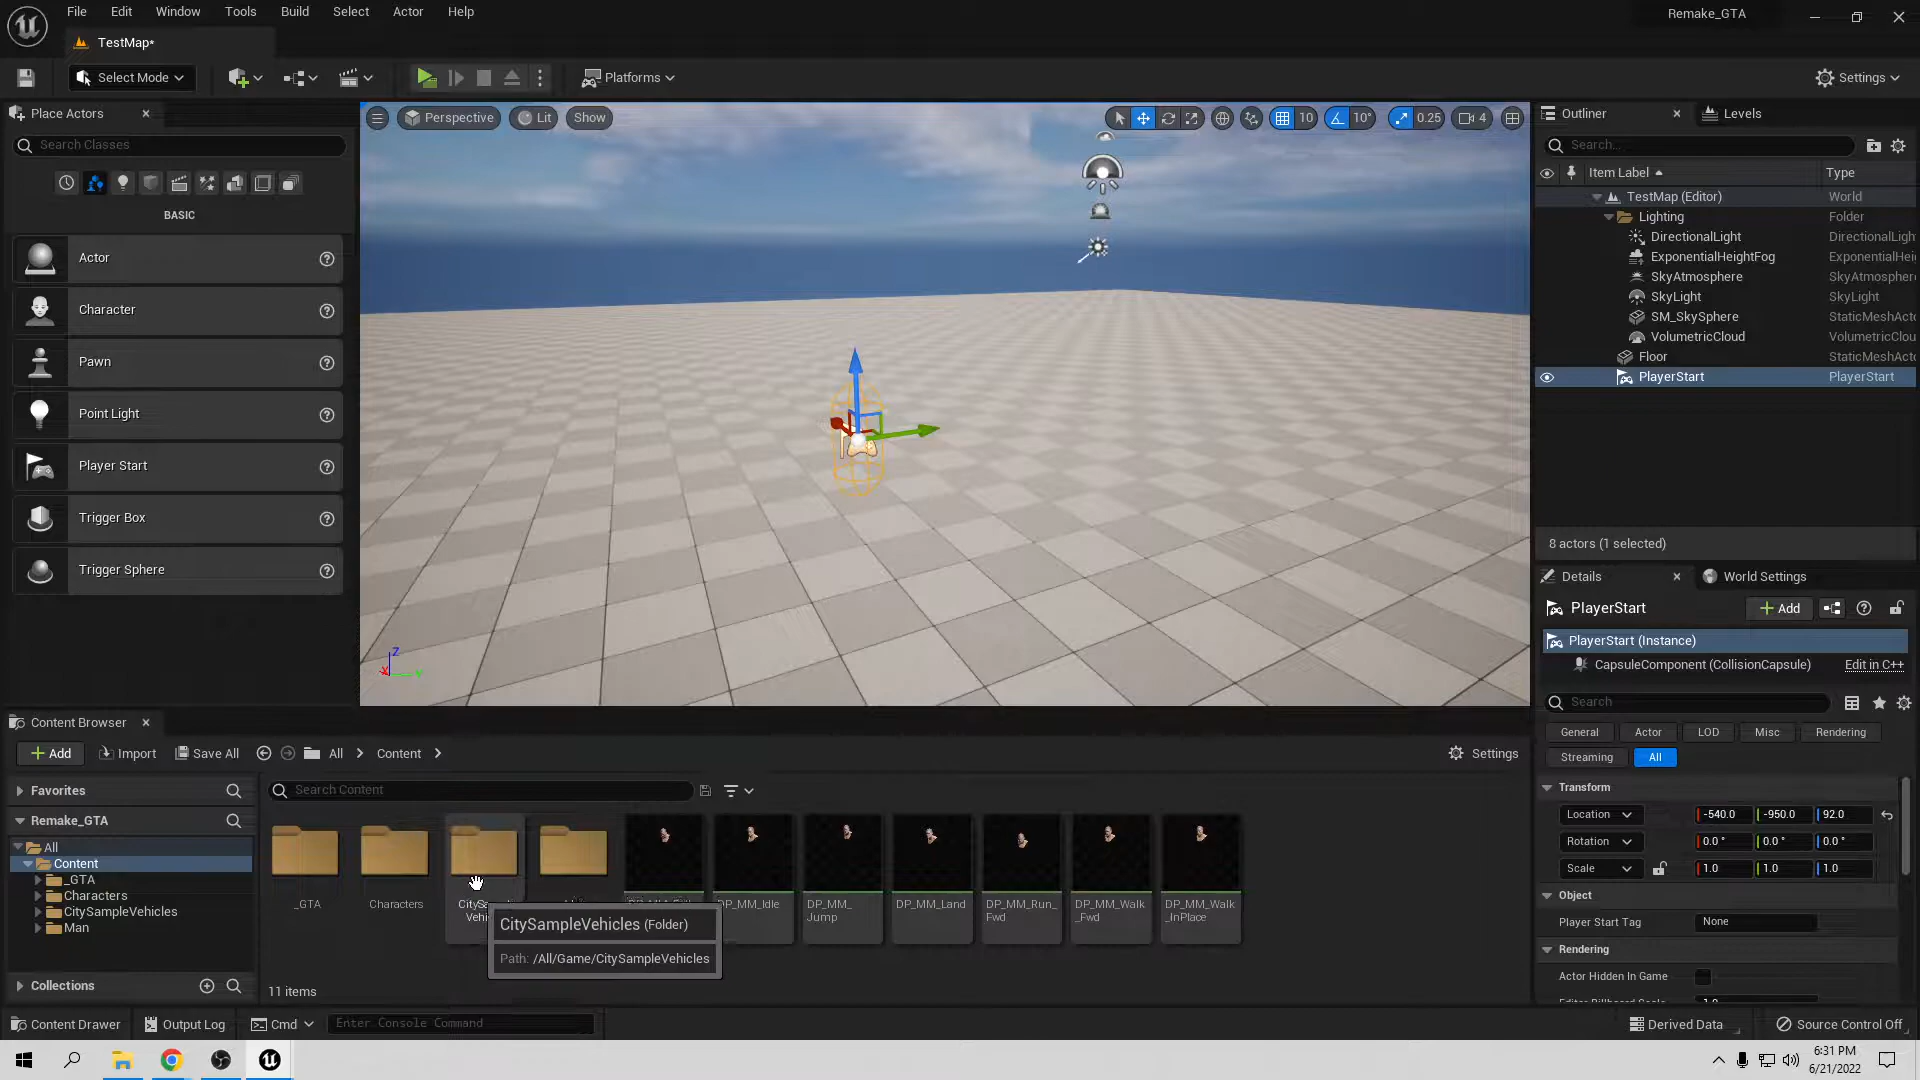 File Edit Window Tools Build Select Actor Help
Remake_GTA
TestMap*
Select Mode
Platforms
Settings
Place Actors
Search Classes
BASIC
Actor
Character
Pawn
Point Light
Player Start
Trigger Box
Trigger Sphere
Perspective Lit Show
10 10° 0.25 4
Z
X
Y
Outliner Levels
Search...
Item Label Type
TestMap (Editor) World
Lighting Folder
DirectionalLight DirectionalLigh
ExponentialHeightFog ExponentialHei
SkyAtmosphere SkyAtmosphere
SkyLight SkyLight
SM_SkySphere StaticMeshActo
VolumetricCloud VolumetricClou
Floor StaticMeshActo
PlayerStart PlayerStart
8 actors (1 selected)
Details World Settings
PlayerStart
Add
PlayerStart (Instance)
CapsuleComponent (CollisionCapsule) Edit in C++
Search
General Actor LOD Misc Rendering
Streaming All
Transform
Location -540.0 -950.0 92.0
Rotation 0.0° 0.0° 0.0°
Scale 1.0 1.0 1.0
Object
Player Start Tag None
Rendering
Actor Hidden In Game
Editor Billboard Scale 1.0
Content Browser
Add Import Save All All Content
Settings
Favorites
Remake_GTA
All
Content
_GTA
Characters
CitySampleVehicles
Man
Collections
Search Content
_GTA
Characters
DP_MM_Idle
DP_MM_
Jump
DP_MM_Land
DP_MM_Run_
Fwd
DP_MM_Walk
_Fwd
DP_MM_Walk
_InPlace
CitySampleVehicles (Folder)
Path: /All/Game/CitySampleVehicles
11 items
Content Drawer Output Log Cmd Enter Console Command
Derived Data Source Control Off
6:31 PM
6/21/2022